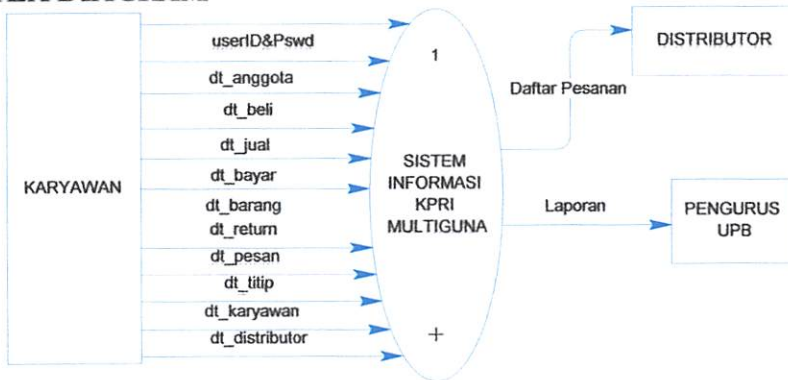 KARYAWAN
userID&Pswd
dt_anggota
dt_beli
dt_jual
dt_bayar
dt_barang
dt_return
dt_pesan
dt_titip
dt_karyawan
dt_distributor
1
SISTEM
INFORMASI
KPRI
MULTIGUNA
+
Daftar Pesanan
Laporan
DISTRIBUTOR
PENGURUS
UPB